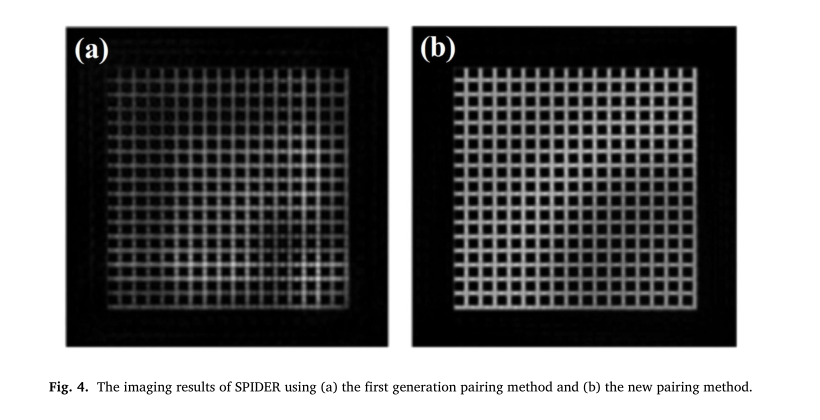 (a)
(b)
Fig. 4. The imaging results of SPIDER using (a) the first generation pairing method and (b) the new pairing method.